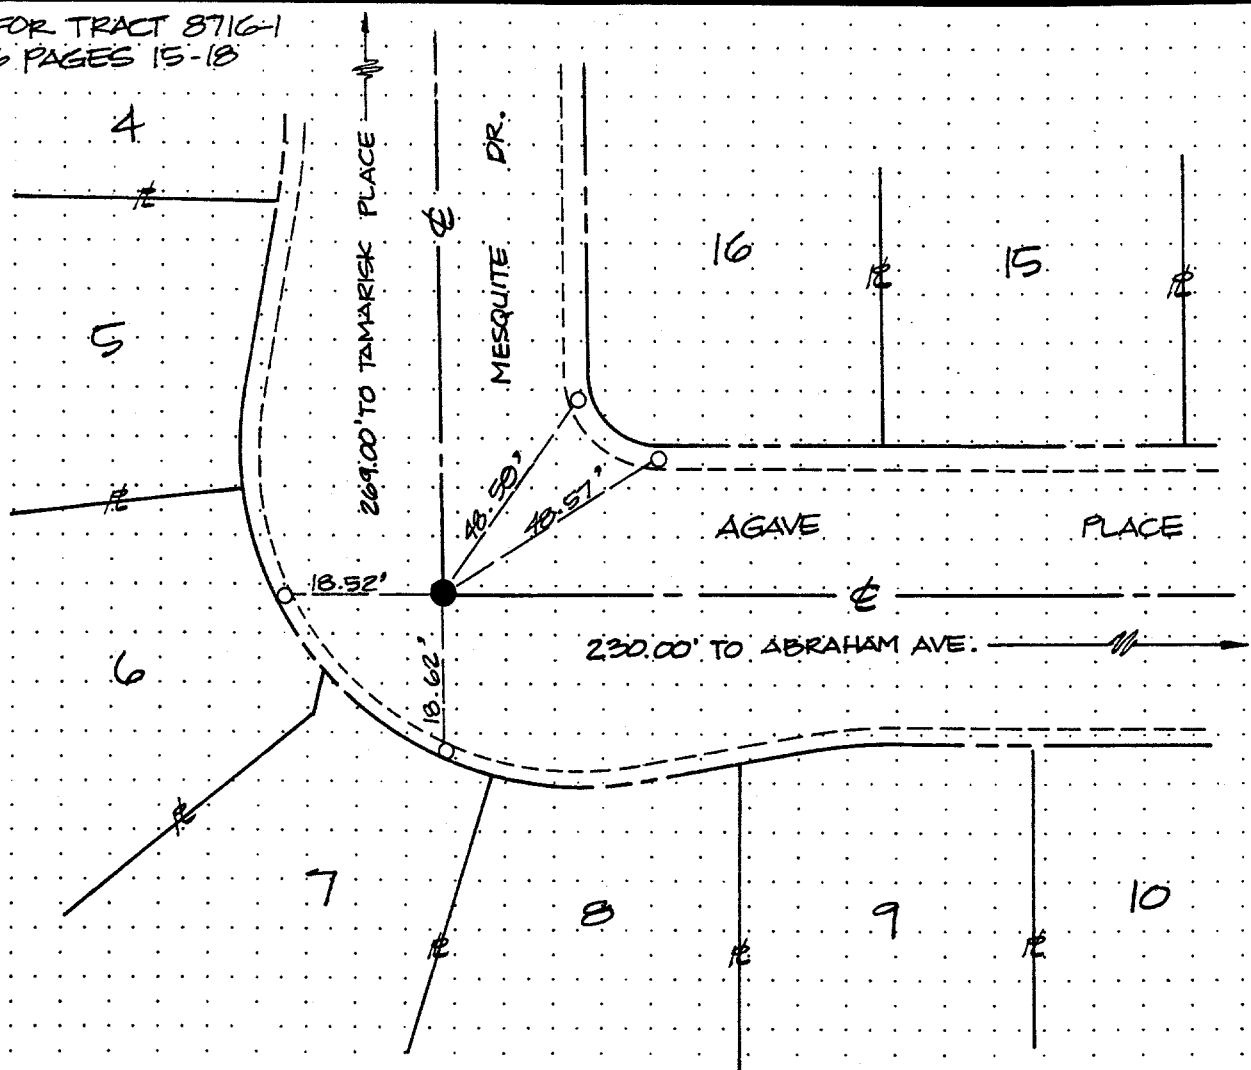 FOR TRACT 8716-1
PAGES 15-18
4
269.00' TO TAMARISK PLACE
℄
MESQUITE DR.
℄
16
15
5
48.50'
48.57'
AGAVE PLACE
18.52'
℄
230.00' TO ABRAHAM AVE.
6
18.62'
7
8
9
10